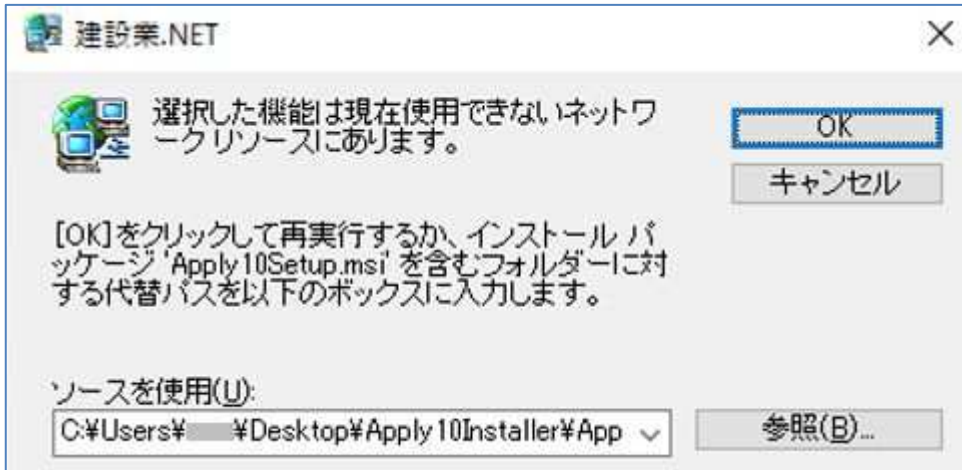 建設業.NET
選択した機能は現在使用できないネットワ
ーク リソースにあります。
OK
キャンセル
[OK]をクリックして再実行するか、インストール パ
ッケージ 'Apply10Setup.msi' を含むフォルダーに対
する代替パスを以下のボックスに入力します。
ソースを使用(U):
C:¥Users¥ ¥Desktop¥Apply10Installer¥App
参照(B)...